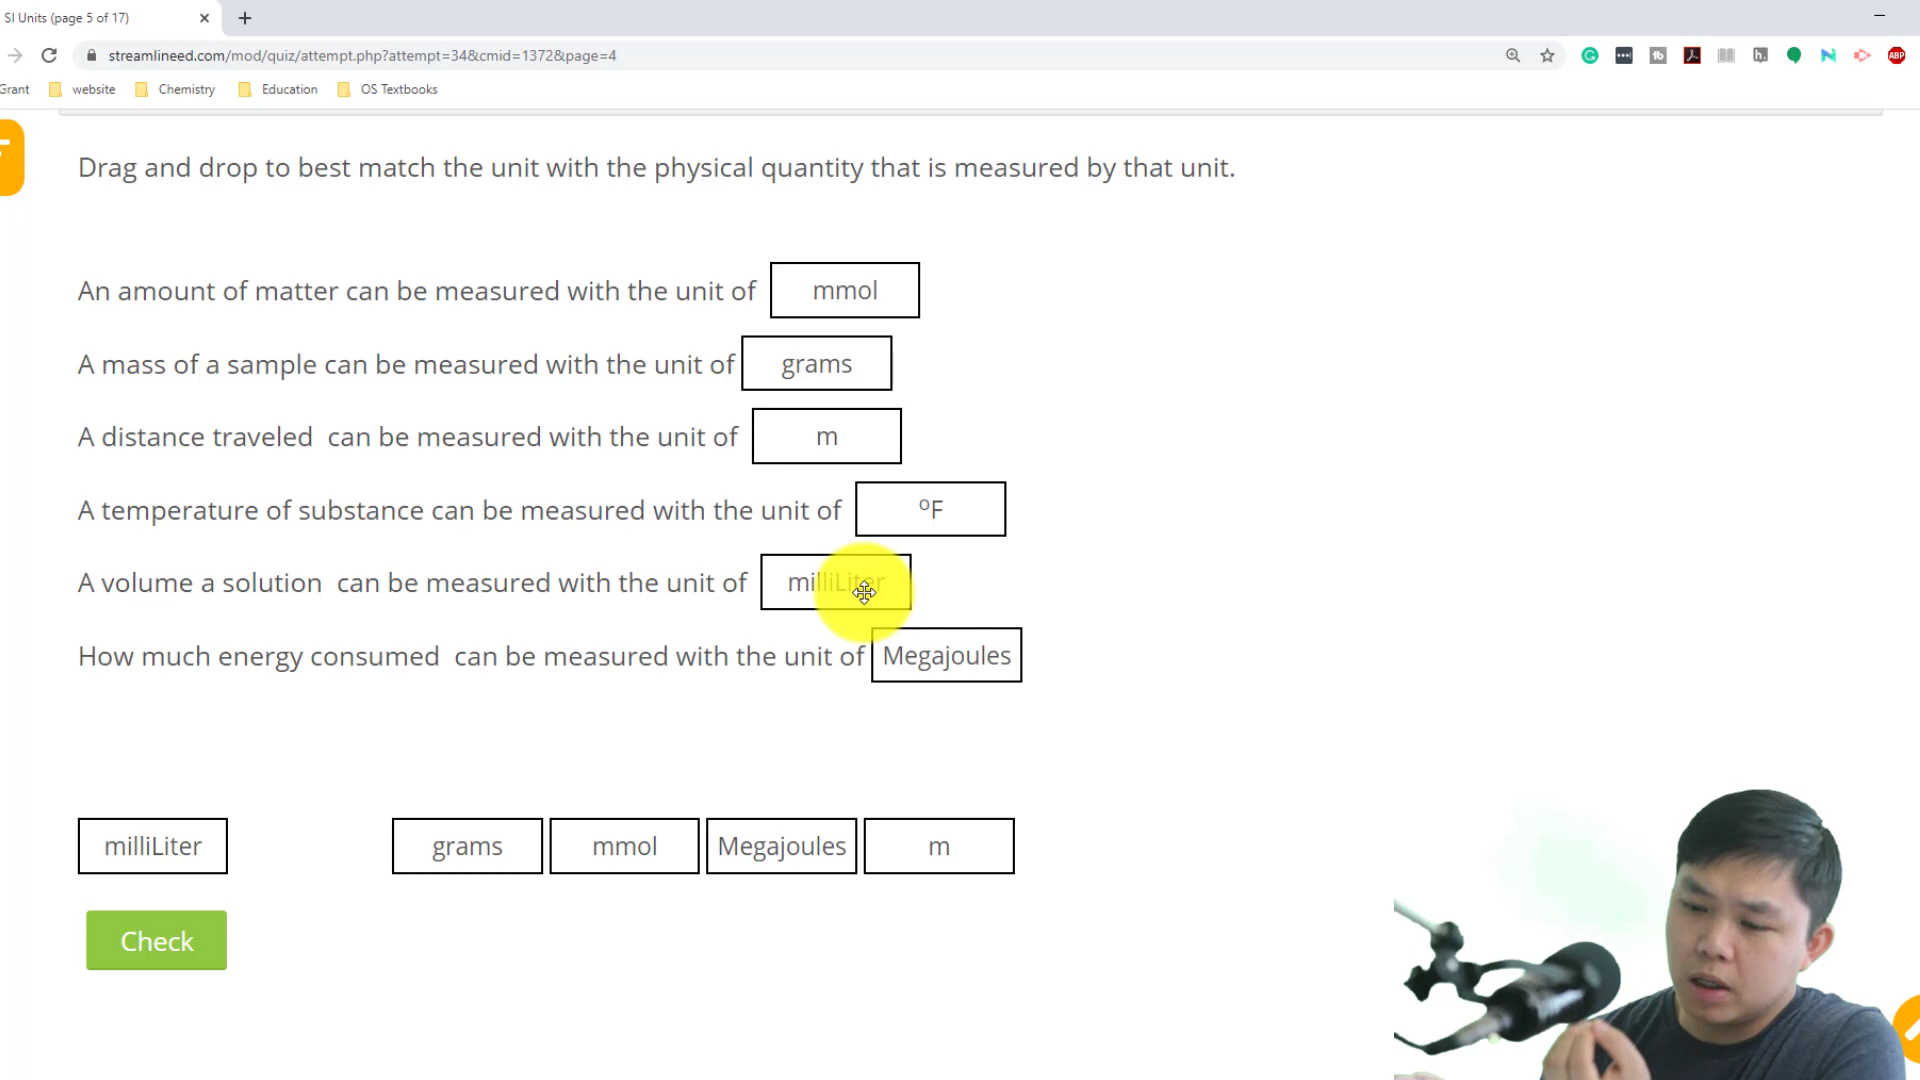 SI Units (page 5 of 17)
streamlineed.com/mod/quiz/attempt.php?attempt=34&cmid=1372&page=4
Grant website Chemistry Education OS Textbooks
Drag and drop to best match the unit with the physical quantity that is measured by that unit.
An amount of matter can be measured with the unit of mmol
A mass of a sample can be measured with the unit of grams
A distance traveled can be measured with the unit of m
A temperature of substance can be measured with the unit of ºF
A volume a solution can be measured with the unit of milliLiter
How much energy consumed can be measured with the unit of Megajoules
milliLiter grams mmol Megajoules m
Check
ABP